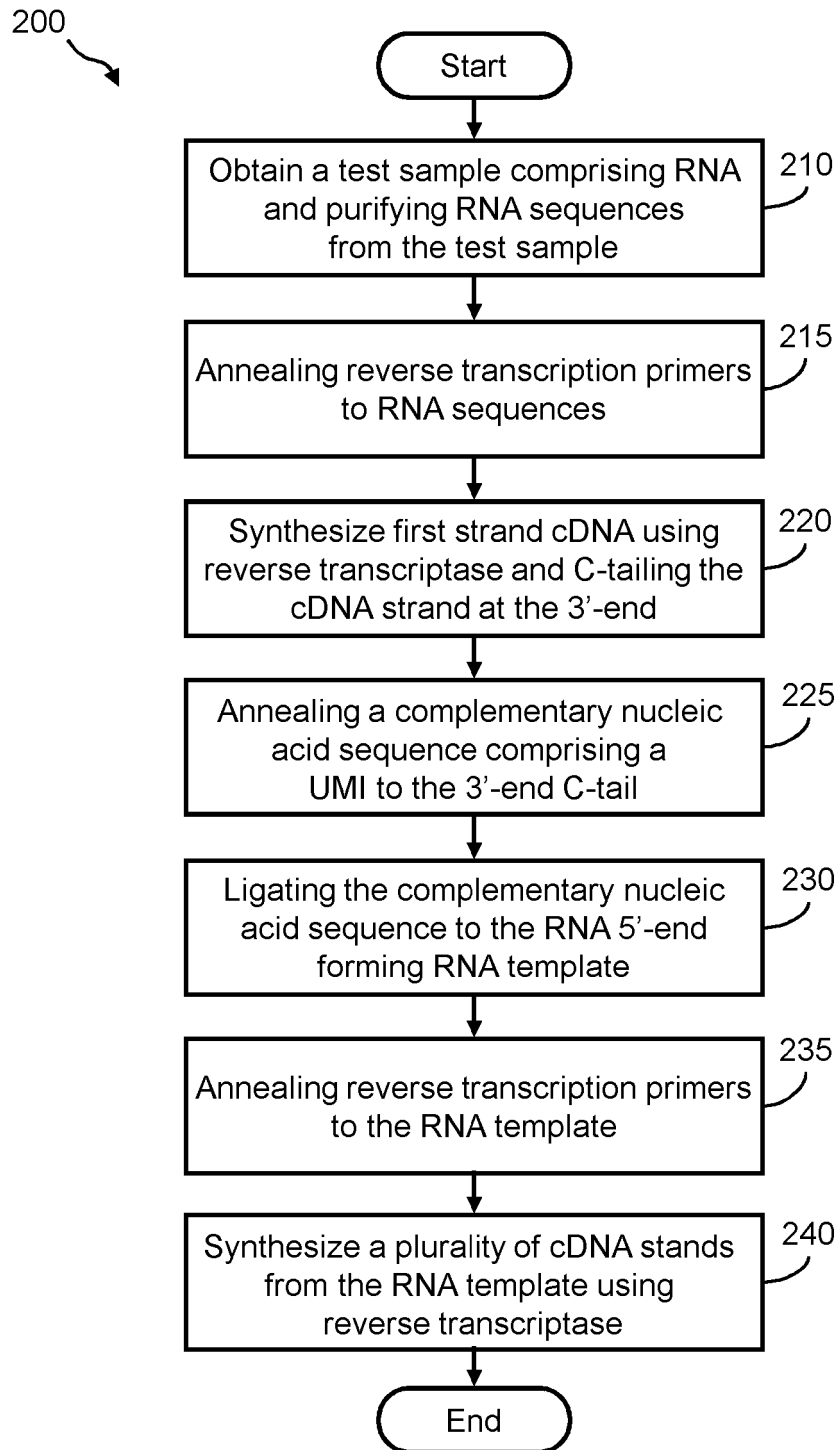 200
Start
Obtain a test sample comprising RNA
and purifying RNA sequences
from the test sample
210
Annealing reverse transcription primers
to RNA sequences
215
Synthesize first strand cDNA using
reverse transcriptase and C-tailing the
cDNA strand at the 3’-end
220
Annealing a complementary nucleic
acid sequence comprising a
UMI to the 3’-end C-tail
225
Ligating the complementary nucleic
acid sequence to the RNA 5’-end
forming RNA template
230
Annealing reverse transcription primers
to the RNA template
235
Synthesize a plurality of cDNA stands
from the RNA template using
reverse transcriptase
240
End